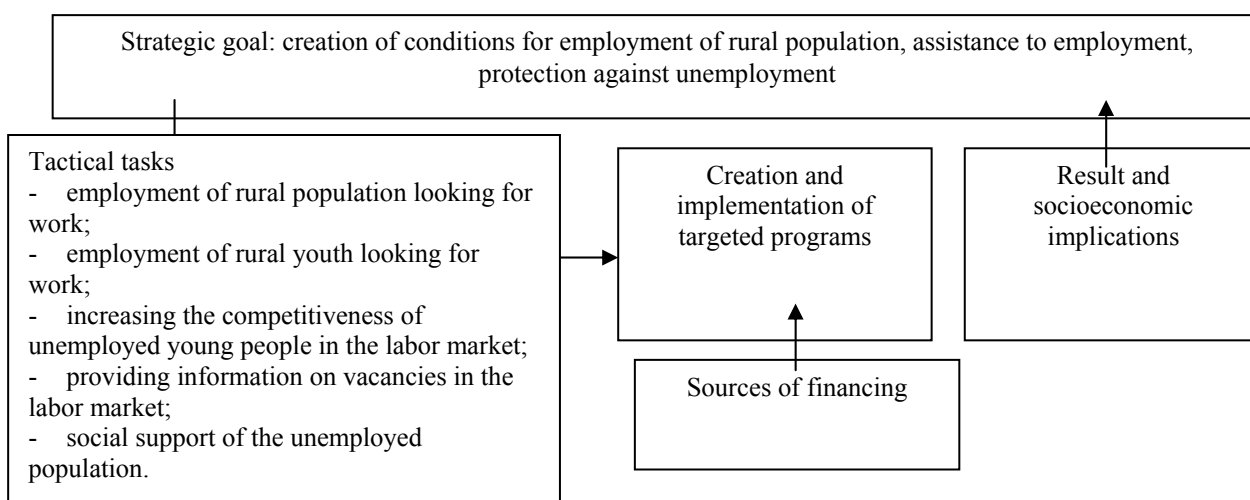 Strategic goal: creation of conditions for employment of rural population, assistance to employment,
protection against unemployment
Tactical tasks
- employment of rural population looking for
work;
- employment of rural youth looking for
work;
- increasing the competitiveness of
unemployed young people in the labor market;
- providing information on vacancies in the
labor market;
- social support of the unemployed
population.
Creation and
implementation of
targeted programs
Sources of financing
Result and
socioeconomic
implications